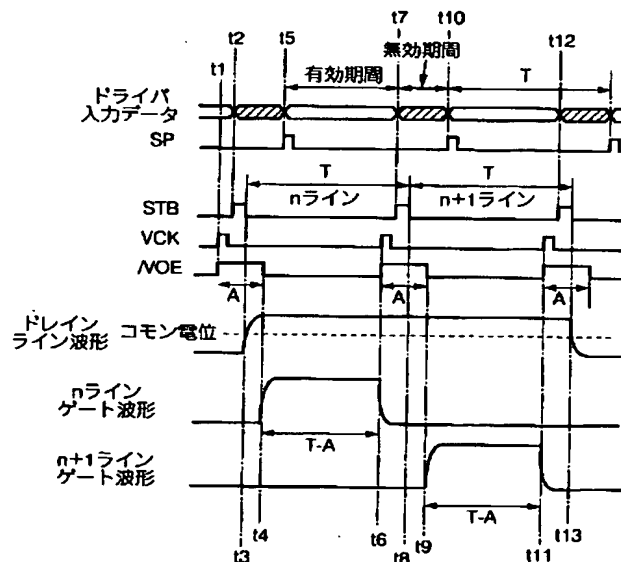 t7 t10
t2 t5 無効期間 t12
t1 有効期間 T
ドライバ
入力データ
SP
T T
STB nライン n+1ライン
VCK
/VOE
A A A
ドレイン
ライン波形 コモン電位
nライン
ゲート波形
T-A
n+1ライン
ゲート波形
T-A
t4 t6 t9 t13
t3 t8 t11